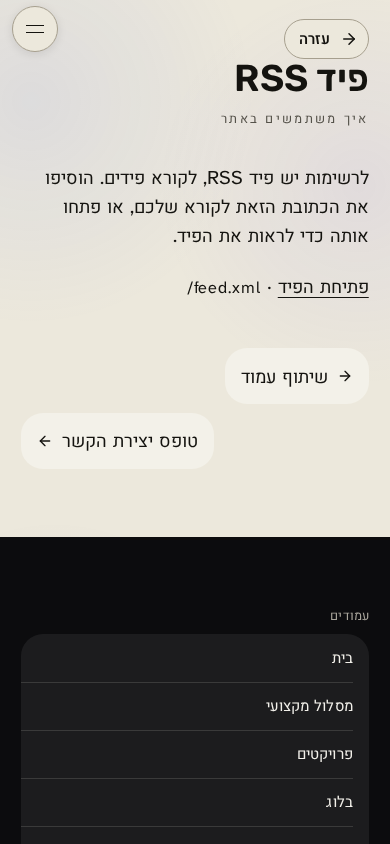 עזרה
פיד RSS
איך משתמשים באתר
לרשימות יש פיד RSS, לקורא פידים. הוסיפו
את הכתובת הזאת לקורא שלכם, או פתחו
אותה כדי לראות את הפיד.
פתיחת הפיד · /feed.xml
שיתוף עמוד
טופס יצירת הקשר
עמודים
בית
מסלול מקצועי
פרויקטים
בלוג